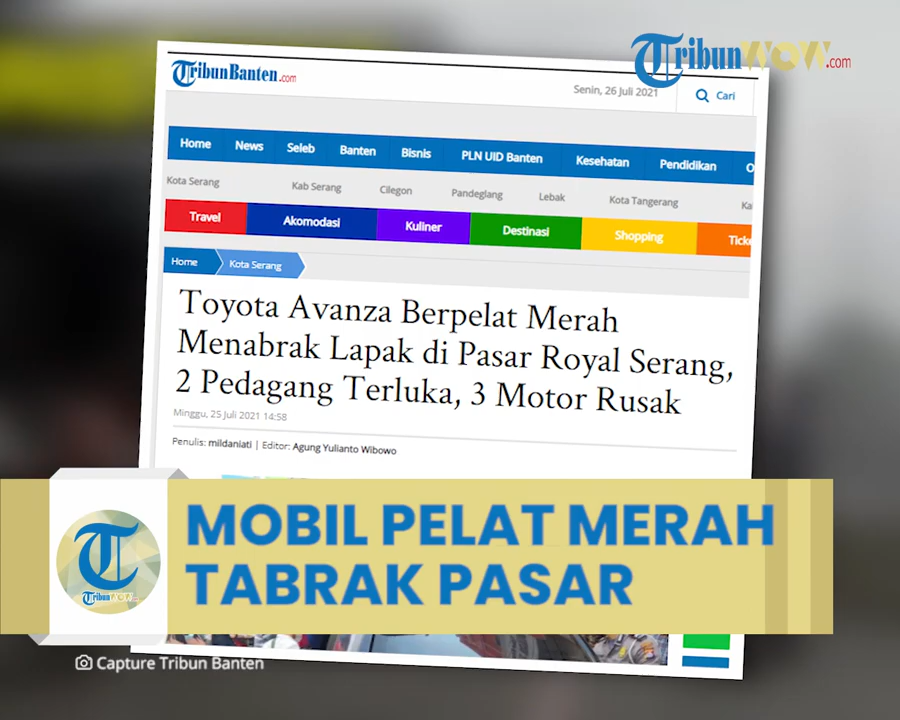 TribunWOW.com
TribunBanten.com
Senin, 26 Juli 2021
Cari
Home News Seleb Banten Bisnis PLN UID Banten Kesehatan Pendidikan
Kota Serang Kab Serang Cilegon Pandeglang Lebak Kota Tangerang
Travel Akomodasi Kuliner Destinasi Shopping
Home Kota Serang
Toyota Avanza Berpelat Merah
Menabrak Lapak di Pasar Royal Serang,
2 Pedagang Terluka, 3 Motor Rusak
Minggu, 25 Juli 2021 14:58
Penulis: mildaniati | Editor: Agung Yulianto Wibowo
MOBIL PELAT MERAH
TABRAK PASAR
TribunWOW
Capture Tribun Banten